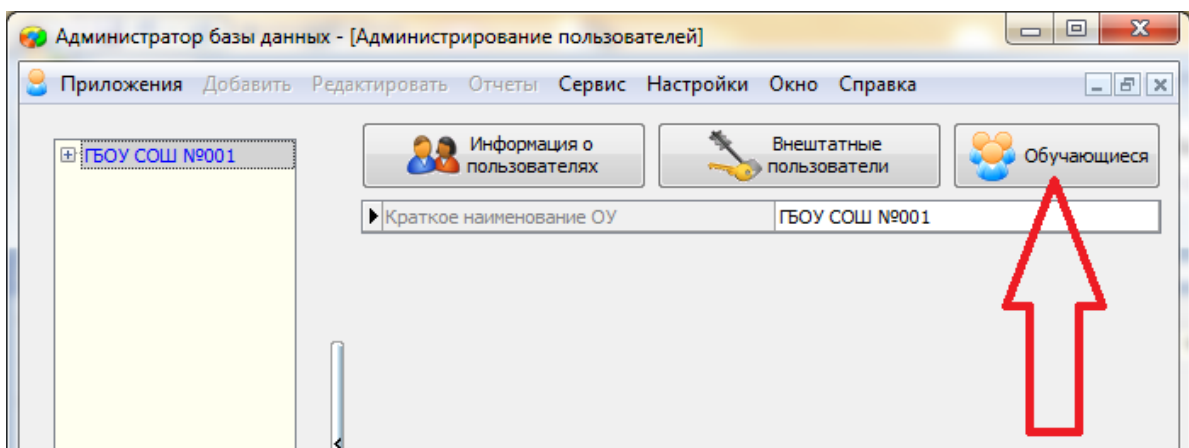 Администратор базы данных - [Администрирование пользователей]
Приложения Добавить Редактировать Отчеты Сервис Настройки Окно Справка
ГБОУ СОШ №001
Информация о
пользователях
Внештатные
пользователи
Обучающиеся
Краткое наименование ОУ ГБОУ СОШ №001